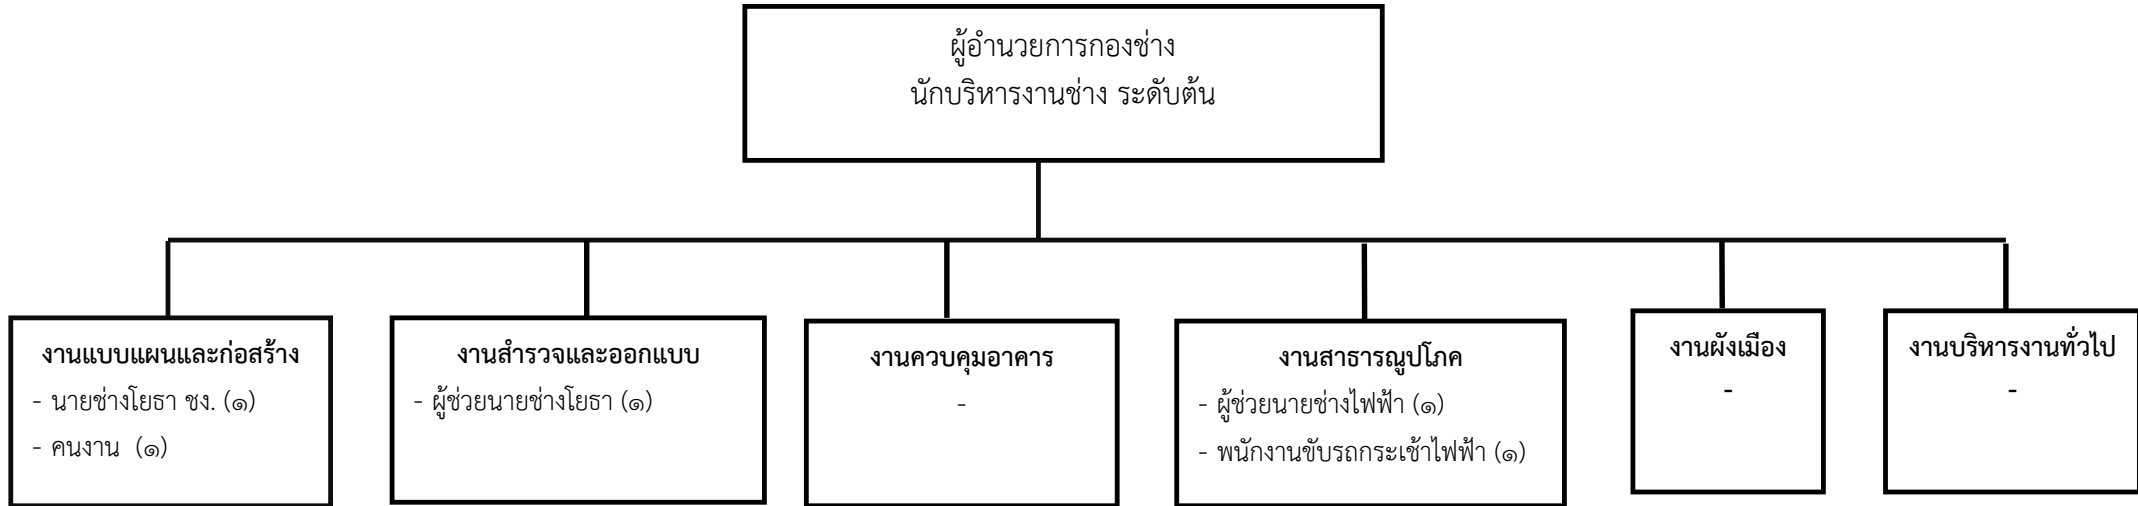 ผู้อำนวยการกองช่าง
นักบริหารงานช่าง ระดับต้น
งานแบบแผนและก่อสร้าง
- นายช่างโยธา ชง. (๑)
- คนงาน (๑)
งานสำรวจและออกแบบ
- ผู้ช่วยนายช่างโยธา (๑)
งานควบคุมอาคาร
-
งานสาธารณูปโภค
- ผู้ช่วยนายช่างไฟฟ้า (๑)
- พนักงานขับรถกระเช้าไฟฟ้า (๑)
งานผังเมือง
-
งานบริหารงานทั่วไป
-